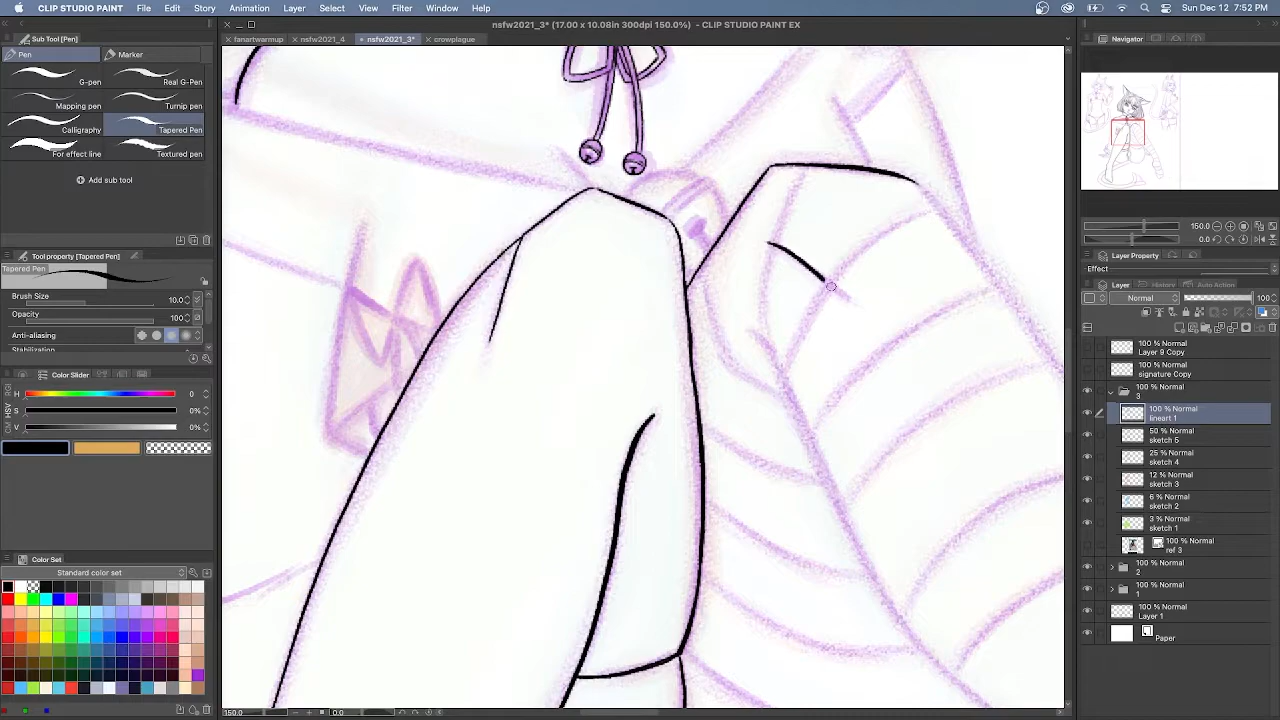 CLIP STUDIO PAINT File Edit Story Animation Layer Select View Filter Window Help Sun Dec 12 7:52 PM
nsfw2021_3* (17.00 x 10.08in 300dpi 150.0%) - CLIP STUDIO PAINT EX
Sub Tool [Pen]
fanartwarmup nsfw2021_4 nsfw2021_3* crowplague
Navigator
Pen Marker
G-pen Real G-Pen
Mapping pen Turnip pen
Calligraphy Tapered Pen
For effect line Textured pen
Add sub tool
150.0
0.0
Tool property [Tapered Pen]
Layer Property
Tapered Pen
Effect
Brush Size 10.0
Opacity 100
Anti-aliasing
Stabilization
Layer History Auto Action
Normal 100
Color Slider
H 0
S 0%
V 0%
100 % Normal
Layer 9 Copy
100 % Normal
signature Copy
100 % Normal
3
100 % Normal
lineart 1
50 % Normal
sketch 5
25 % Normal
sketch 4
12 % Normal
sketch 3
6 % Normal
sketch 2
3 % Normal
sketch 1
100 % Normal
ref 3
100 % Normal
2
100 % Normal
1
100 % Normal
Layer 1
Paper
Color Set
Standard color set
150.0 0.0